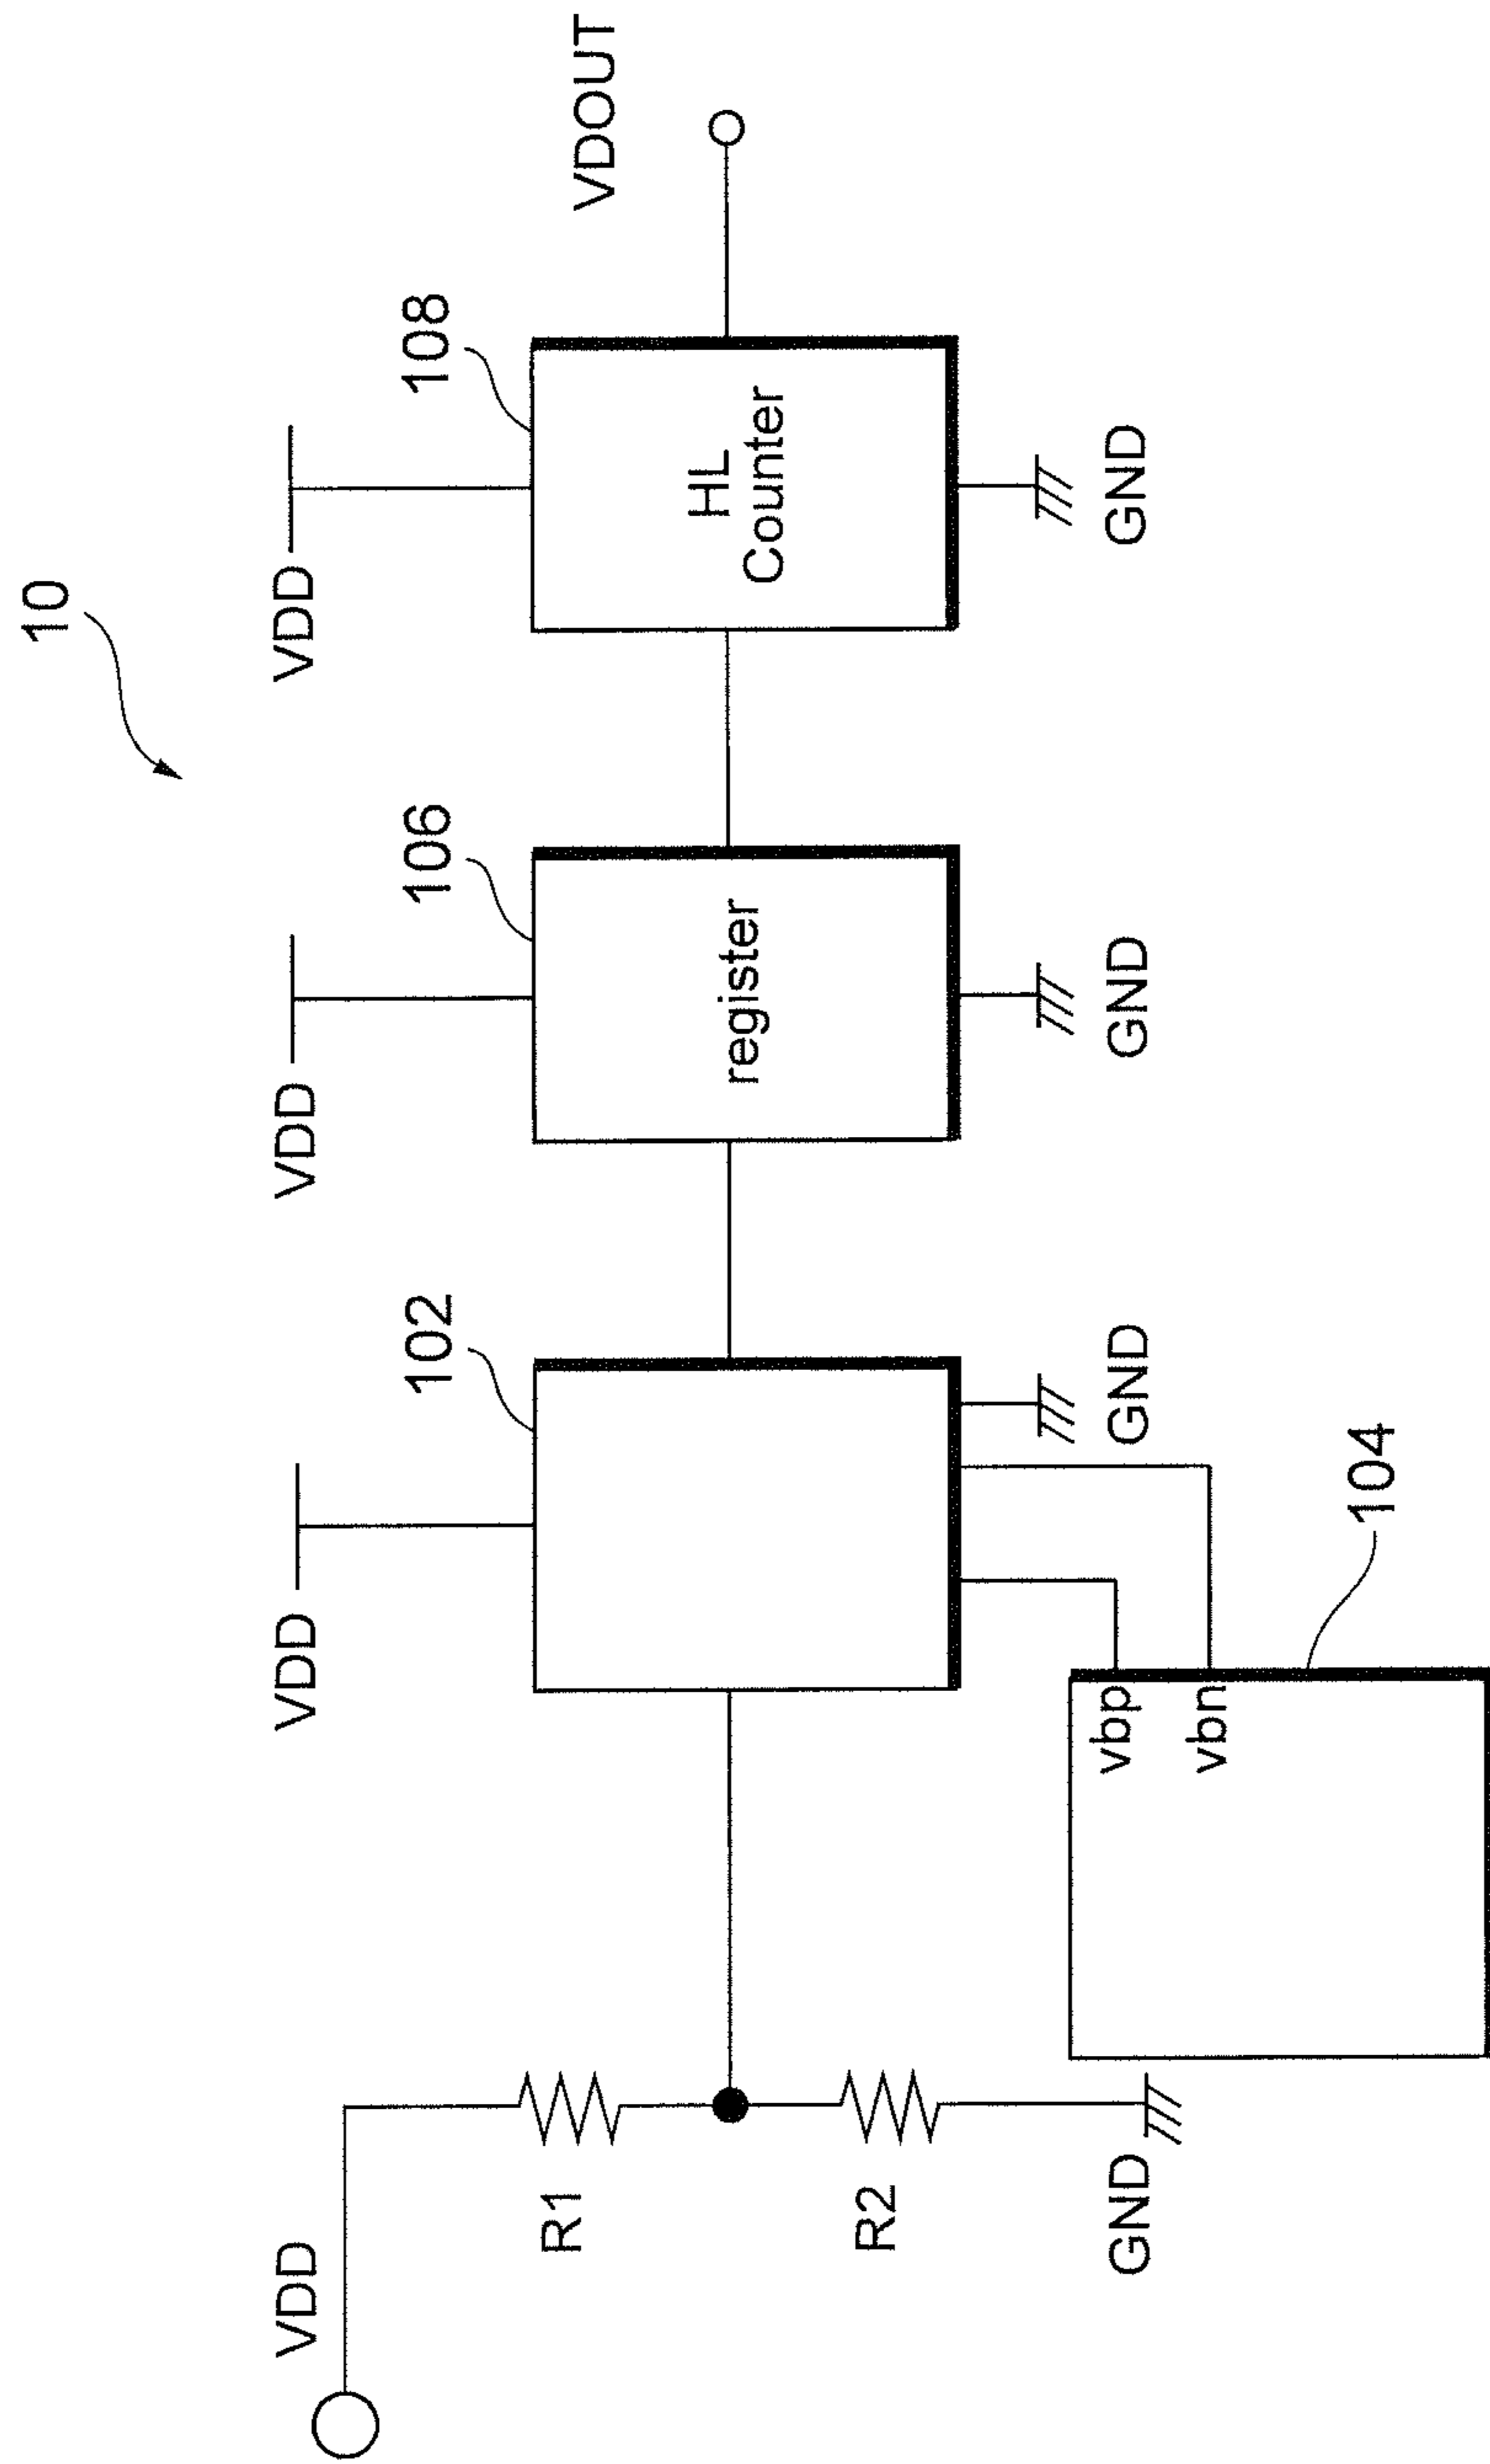 10
VDD
VDD
VDD
VDD
108
106
102
VDOUT
HL
Counter
register
R1
R2
GND
GND
GND
GND
vbp
vbn
104